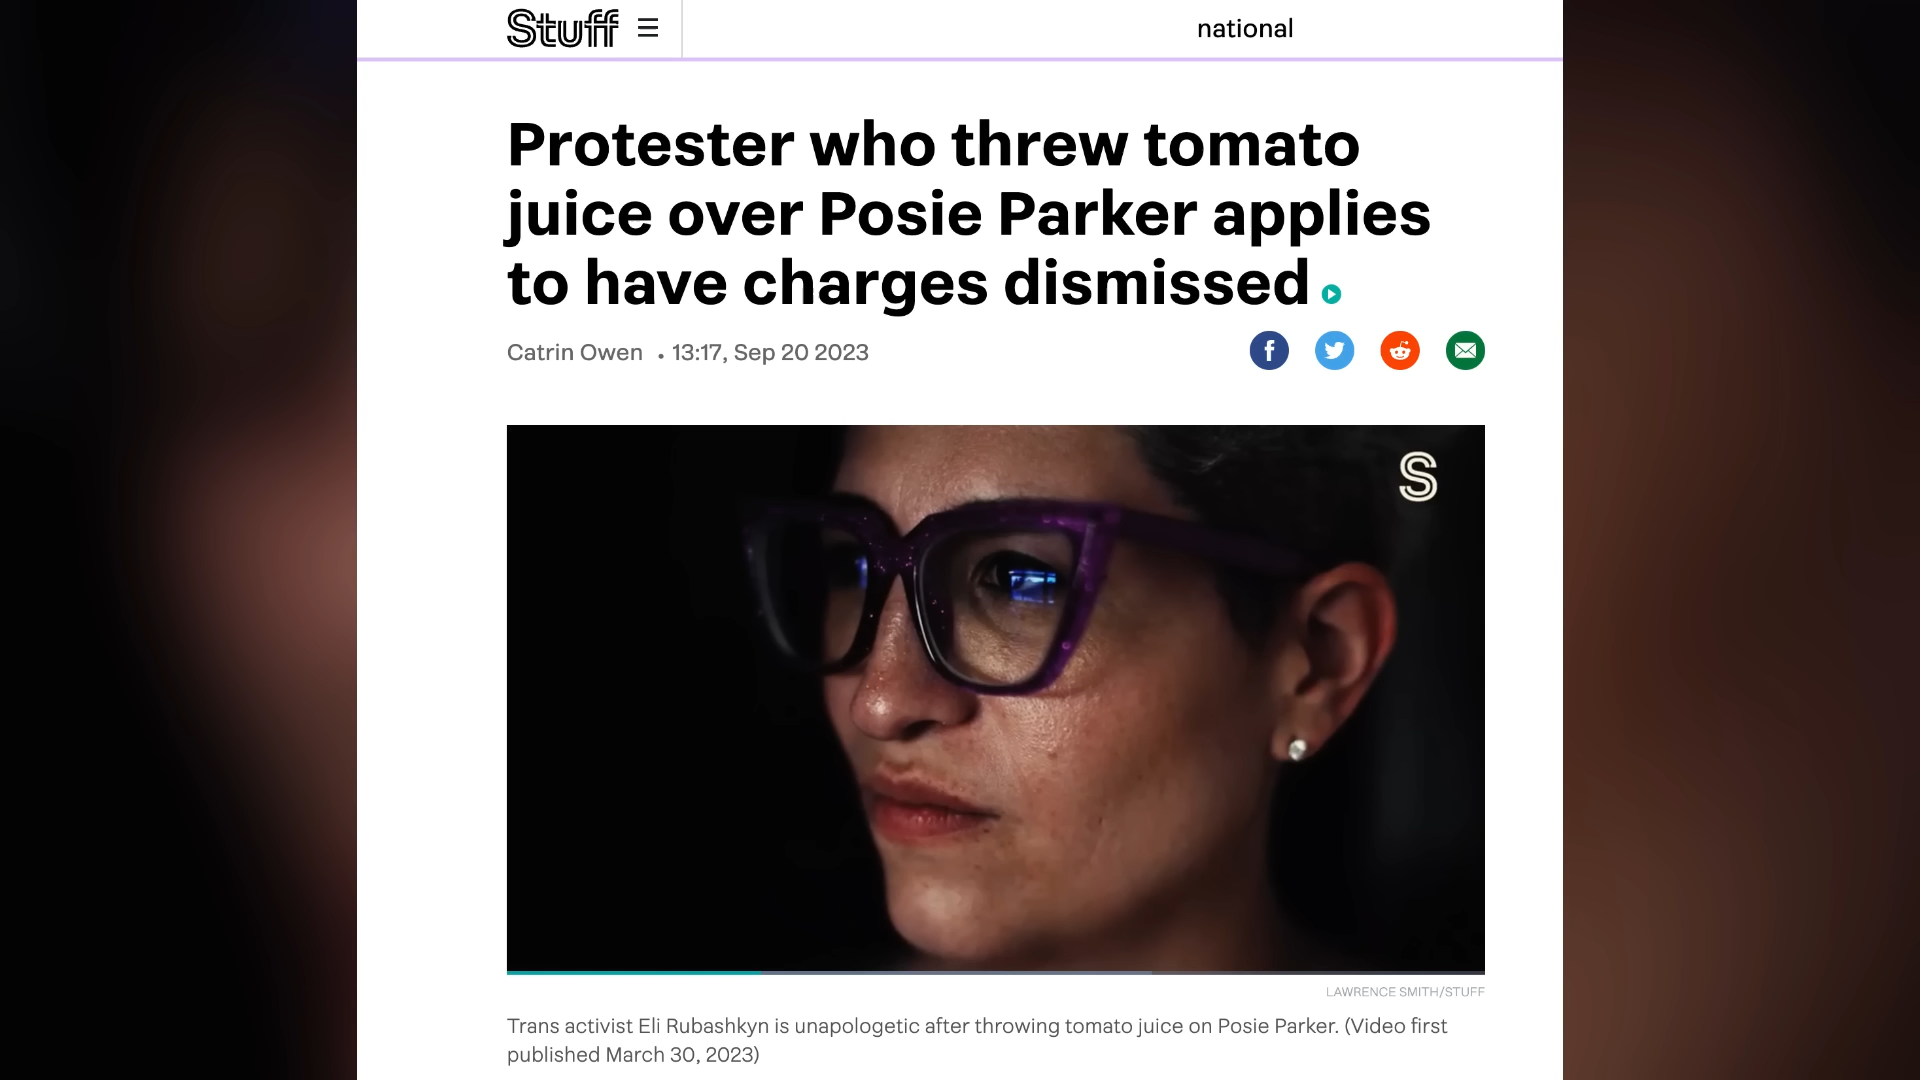 Stuff
national
Protester who threw tomato
juice over Posie Parker applies
to have charges dismissed
Catrin Owen • 13:17, Sep 20 2023
S
LAWRENCE SMITH/STUFF
Trans activist Eli Rubashkyn is unapologetic after throwing tomato juice on Posie Parker. (Video first
published March 30, 2023)